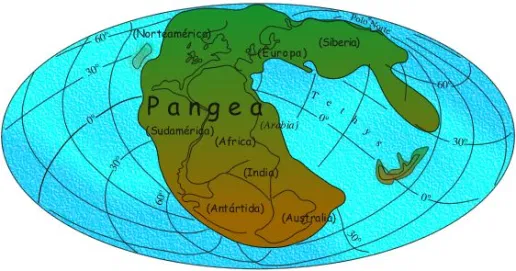 Polo Norte
60°
(Norteamérica)
(Siberia)
(Europa)
30°
60°
Pangea
Tethys
0°
0°
(Arabia)
(Sudamérica)
(Africa)
30°
30°
(India)
60°
0°
(Antártida)
(Australia)
30°